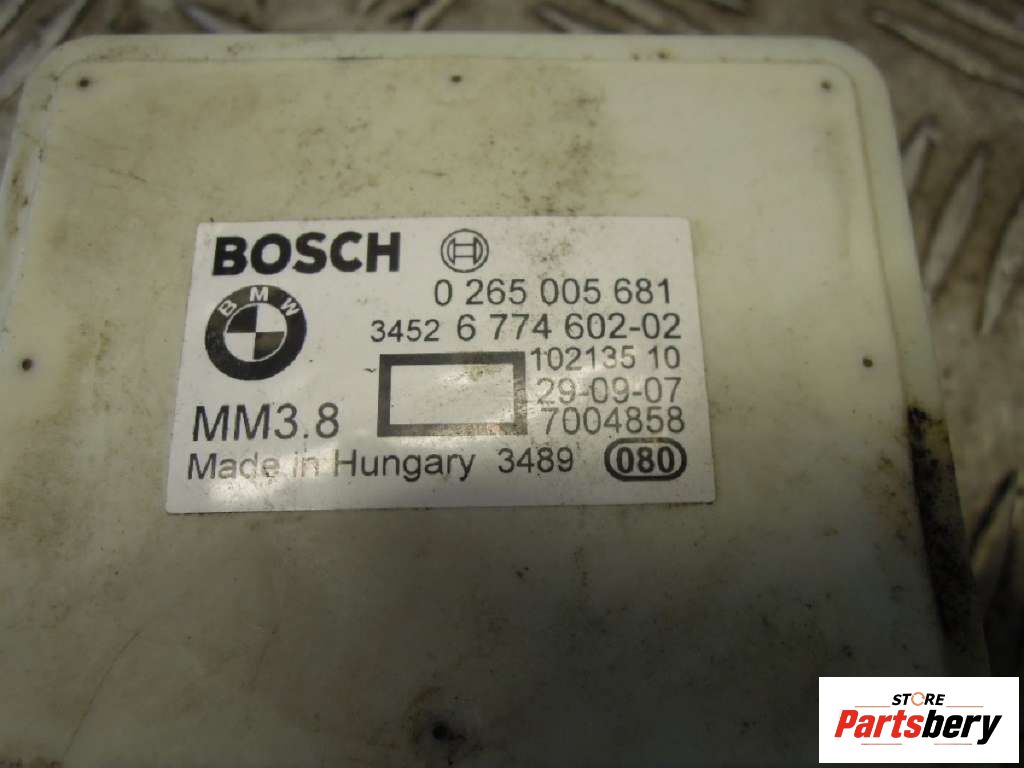 BOSCH
0 265 005 681
BMW
3452 6 774 602-02
102135 10
29-09-07
MM3.8
7004858
Made in Hungary 3489 080
STORE
Partsbery